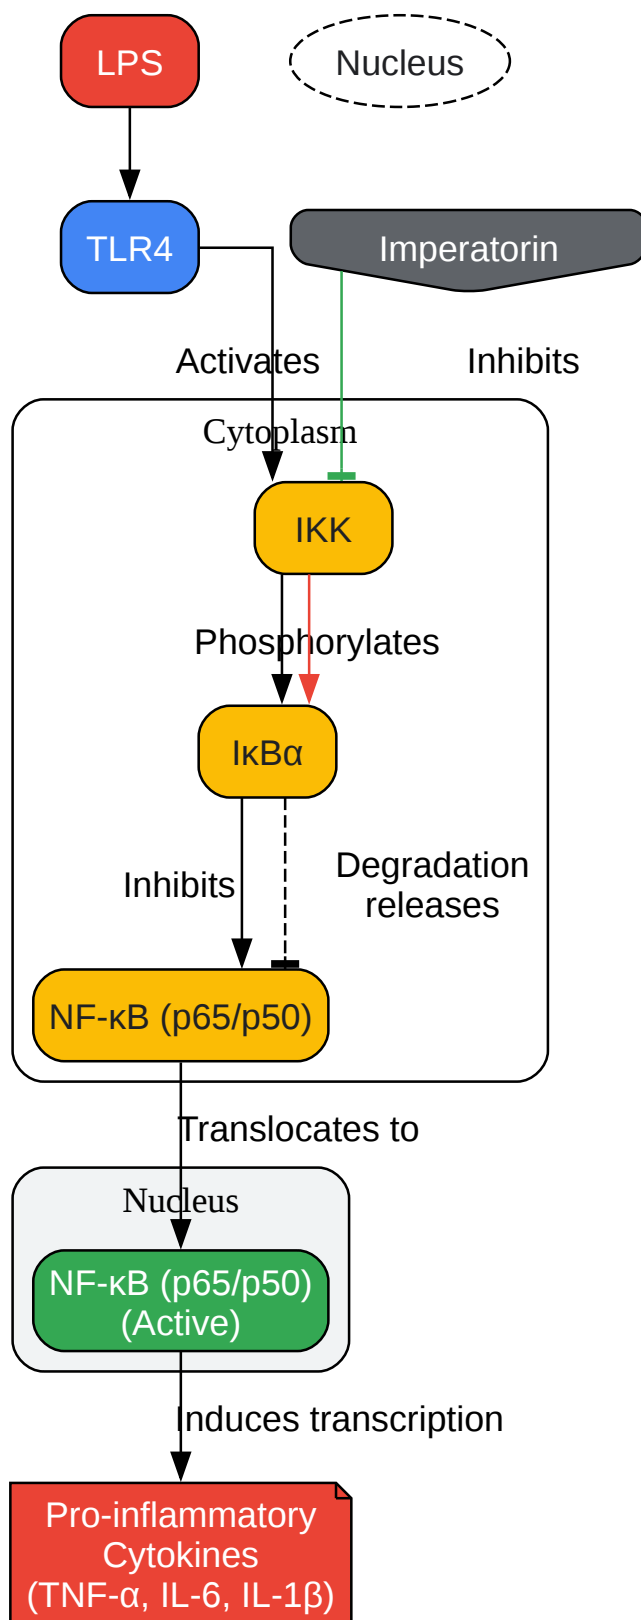 LPS
Nucleus
TLR4
Imperatorin
Activates
Inhibits
Cytoplasm
IKK
Phosphorylates
IκBα
Inhibits
Degradation
releases
NF-κB (p65/p50)
Translocates to
Nucleus
NF-κB (p65/p50)
(Active)
Induces transcription
Pro-inflammatory
Cytokines
(TNF-α, IL-6, IL-1β)